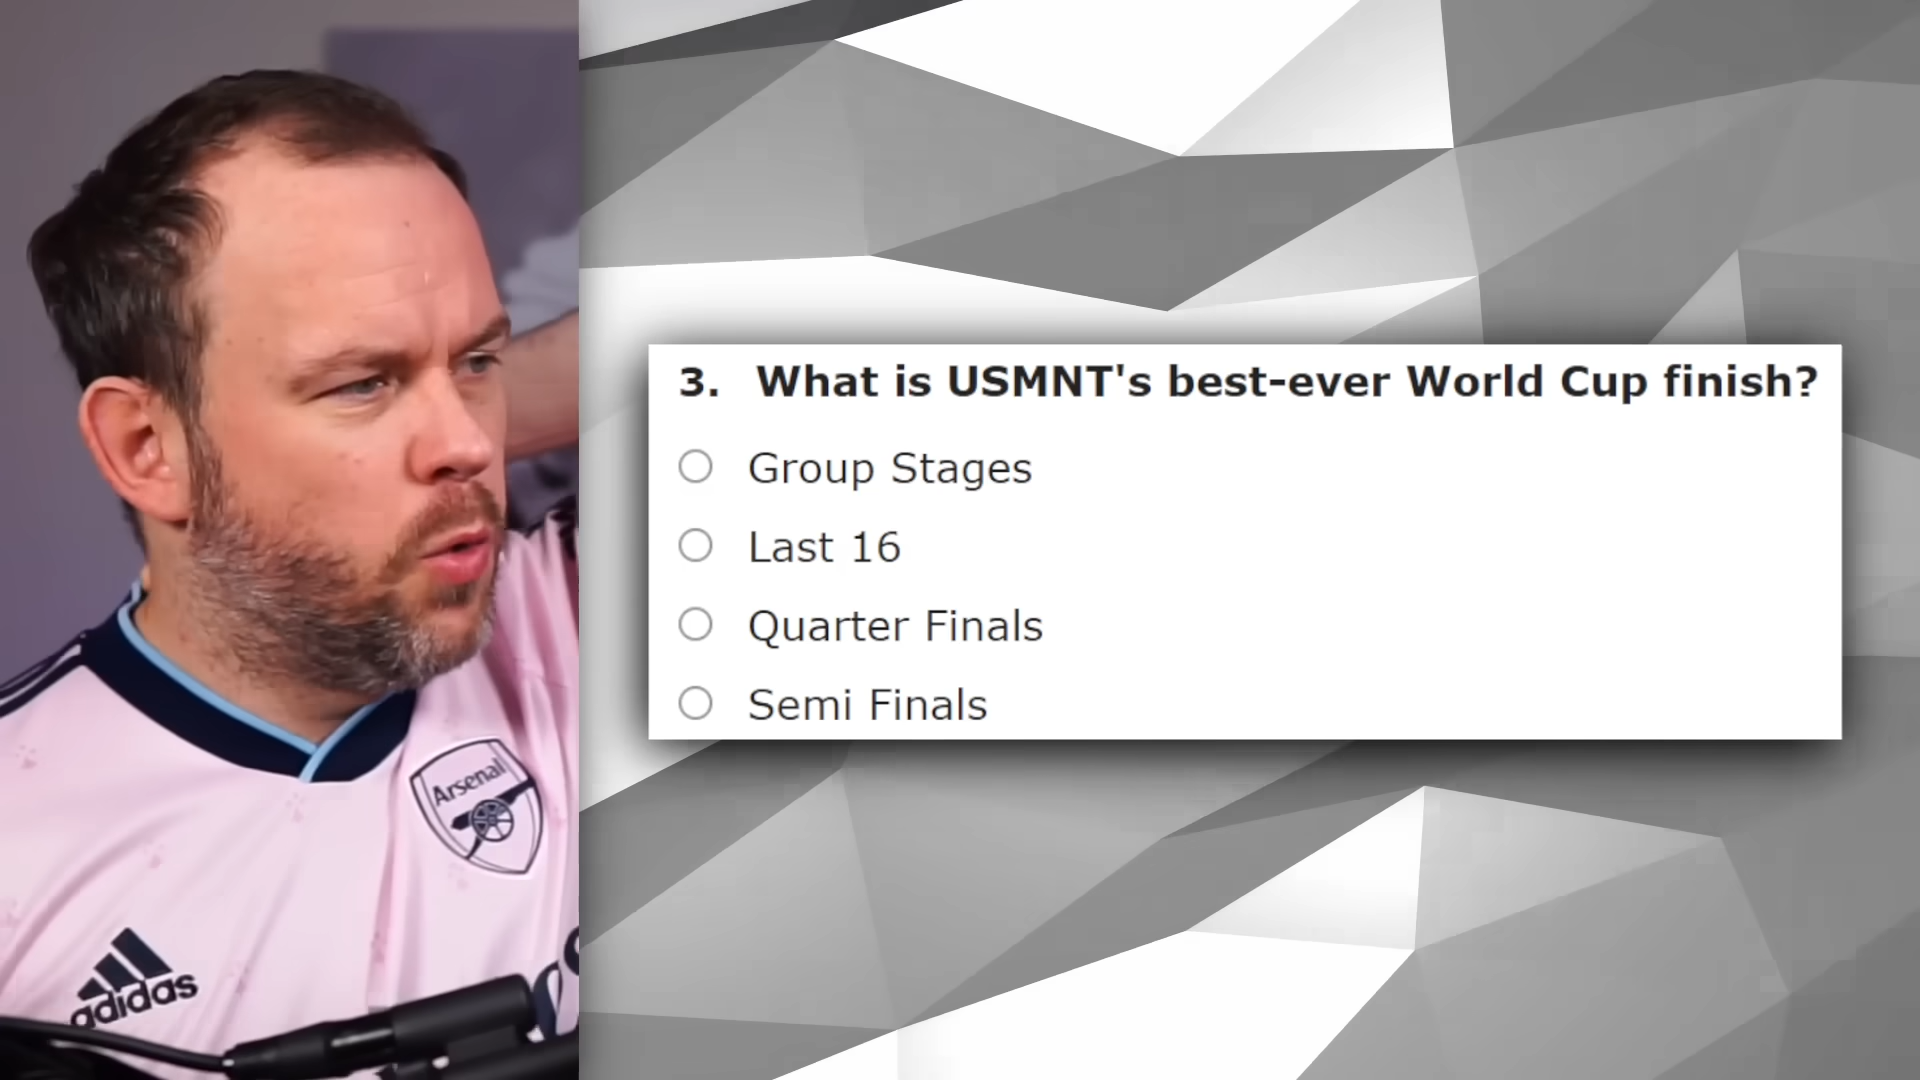 3. What is USMNT's best-ever World Cup finish?
Group Stages
Last 16
Quarter Finals
Semi Finals
Arsenal
adidas